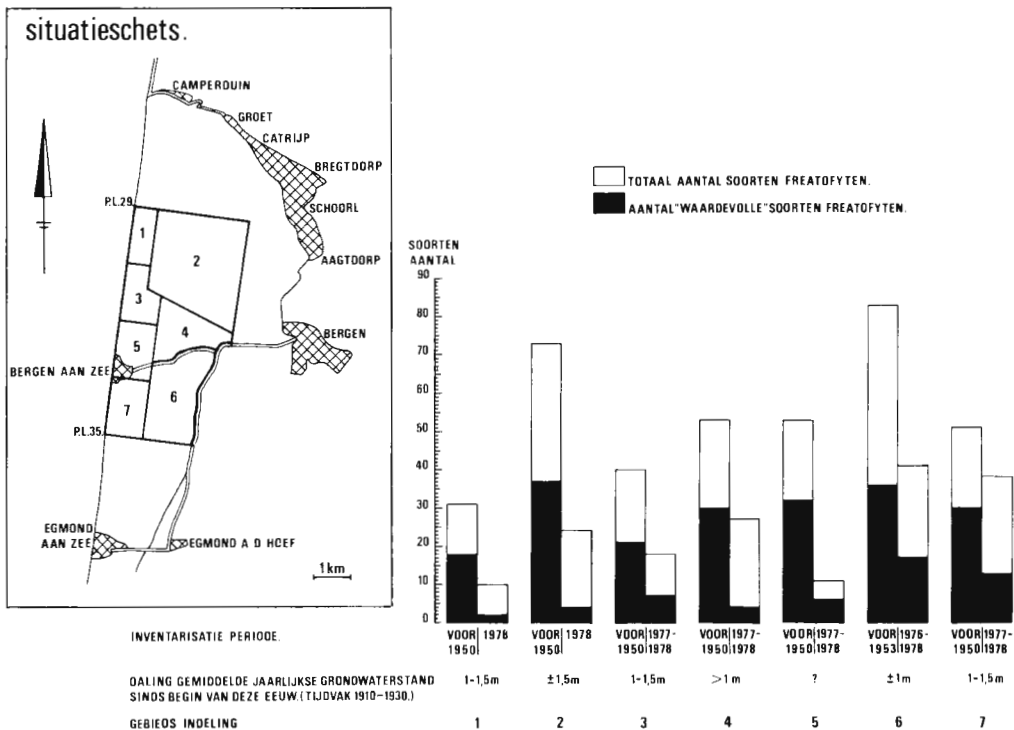 situatieschets.
CAMPERDUIN
GROET
CATRIJP
BREGTDORP
SCHOORL
AAGTDORP
P.L.29.
1
2
3
4
5
BERGEN
BERGEN AAN ZEE
6
7
P.L.35.
EGMOND
AAN ZEE
EGMOND A D HOEF
1km
TOTAAL AANTAL SOORTEN FREATOFYTEN.
AANTAL "WAARDEVOLLE" SOORTEN FREATOFYTEN.
SOORTEN
AANTAL
90
80
70
60
50
40
30
20
10
0
INVENTARISATIE PERIODE.
VOOR 1978 VOOR 1978 VOOR 1977- VOOR 1977- VOOR 1977- VOOR 1976- VOOR 1977-
1950 1950 1950 1978 1950 1978 1950 1978 1953 1978 1950 1978
DALING GEMIDDELDE JAARLIJKSE GRONDWATERSTAND 1-1,5m ±1,5m 1-1,5m >1m ? ±1m 1-1,5m
SINDS BEGIN VAN DEZE EEUW. (TIJDVAK 1910-1930.)
GEBIEDS INDELING 1 2 3 4 5 6 7